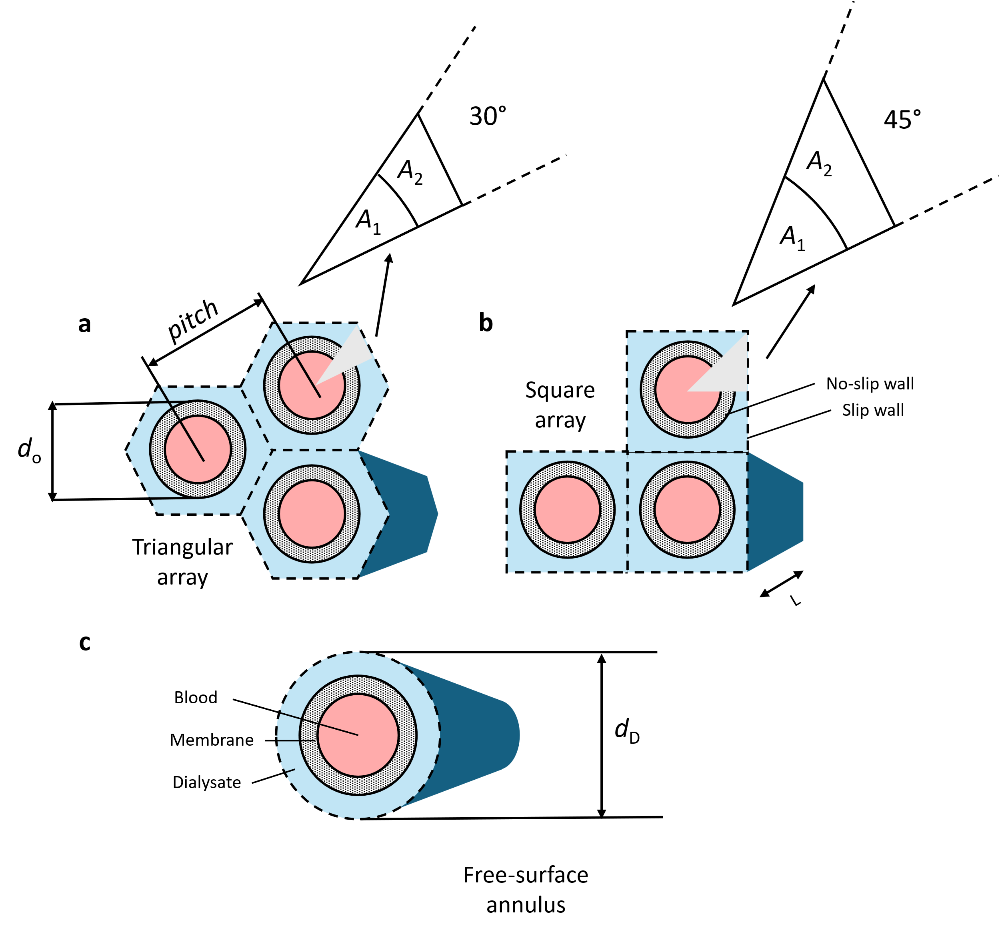 30°
45°
A2
A1
A2
A1
a
pitch
b
No-slip wall
Slip wall
Square
array
do
Triangular
array
L
c
Blood
Membrane
Dialysate
dD
Free-surface
annulus